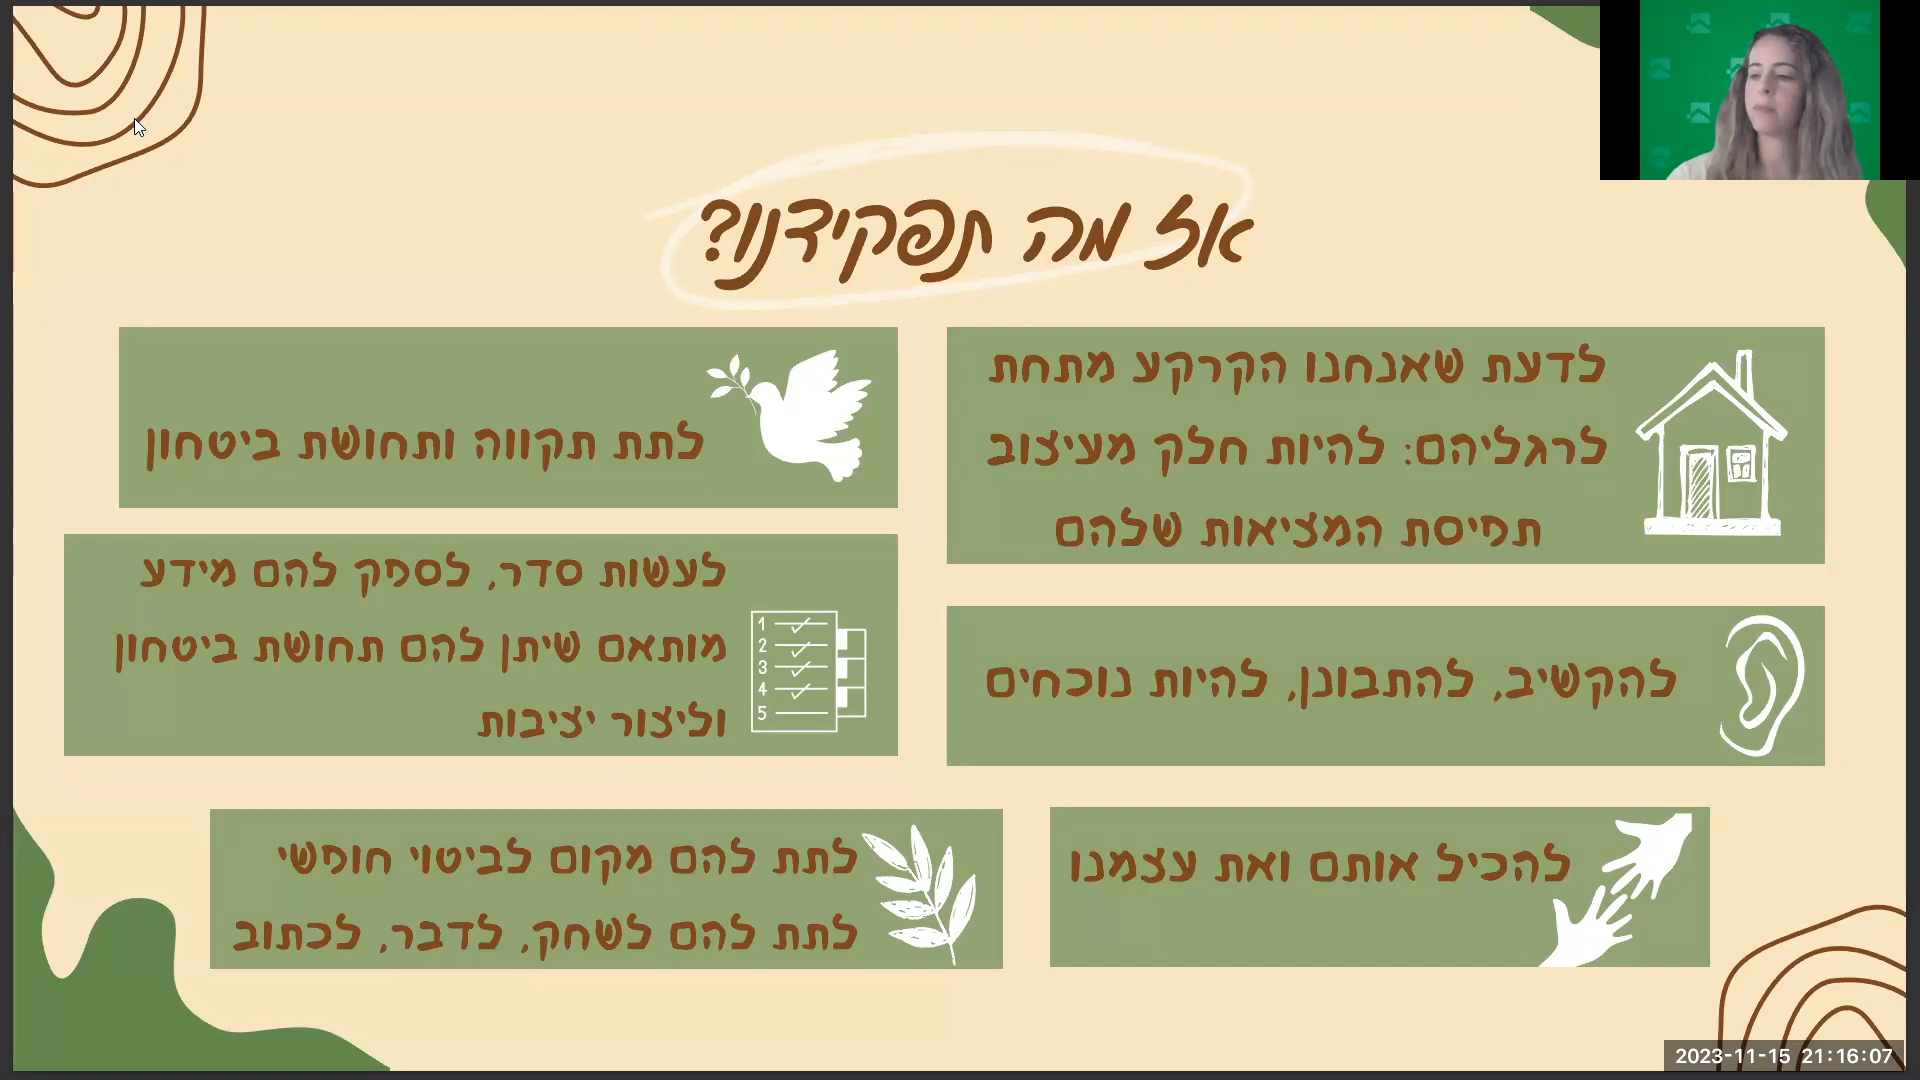 אז מה תפקידנו?
לדעת שאנחנו הקרקע מתחת
לרגליהם: להיות חלק מעיצוב
תפיסת המציאות שלהם
לתת תקווה ותחושת ביטחון
להקשיב, להתבונן, להיות נוכחים
לעשות סדר, לספק להם מידע
מותאם שיתן להם תחושת ביטחון
וליצור יציבות
1
2
3
4
5
להכיל אותם ואת עצמנו
לתת להם מקום לביטוי חופשי
לתת להם לשחק, לדבר, לכתוב
2023-11-15 21:16:07